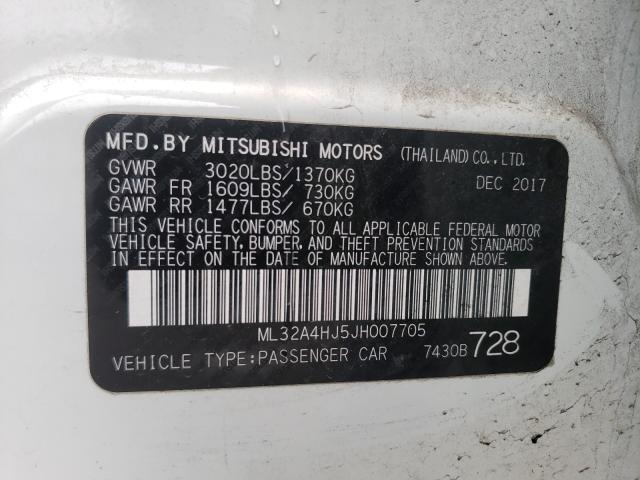 MFD.BY MITSUBISHI MOTORS (THAILAND) CO., LTD.
GVWR 3020LBS/1370KG DEC 2017
GAWR FR 1609LBS/ 730KG
GAWR RR 1477LBS/ 670KG
THIS VEHICLE CONFORMS TO ALL APPLICABLE FEDERAL MOTOR
VEHICLE SAFETY, BUMPER, AND THEFT PREVENTION STANDARDS
IN EFFECT ON THE DATE OF MANUFACTURE SHOWN ABOVE.
ML32A4HJ5JH007705
VEHICLE TYPE:PASSENGER CAR 7430B 728